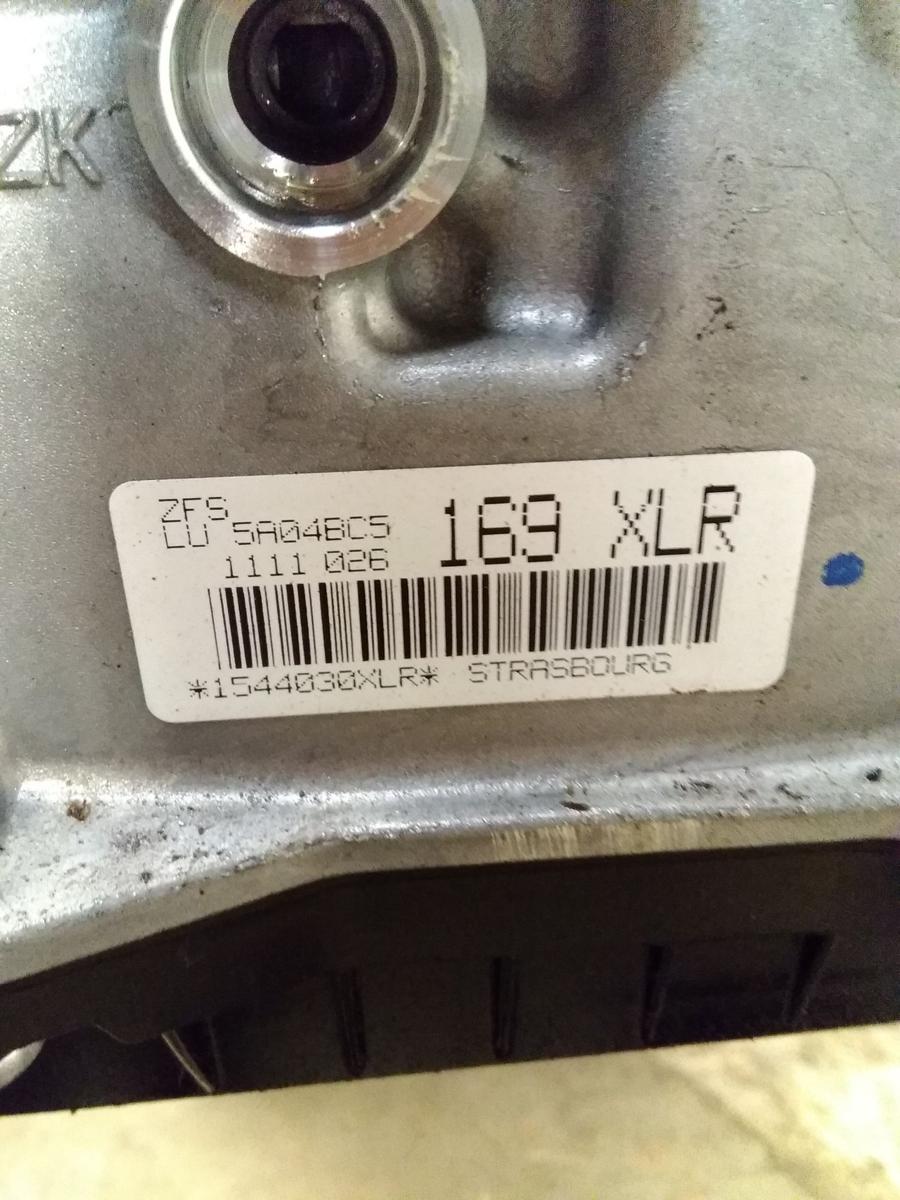 ZK
ZFS
LU 5A04BC5 169 XLR
1111 026
*1544030XLR* STRASBOURG